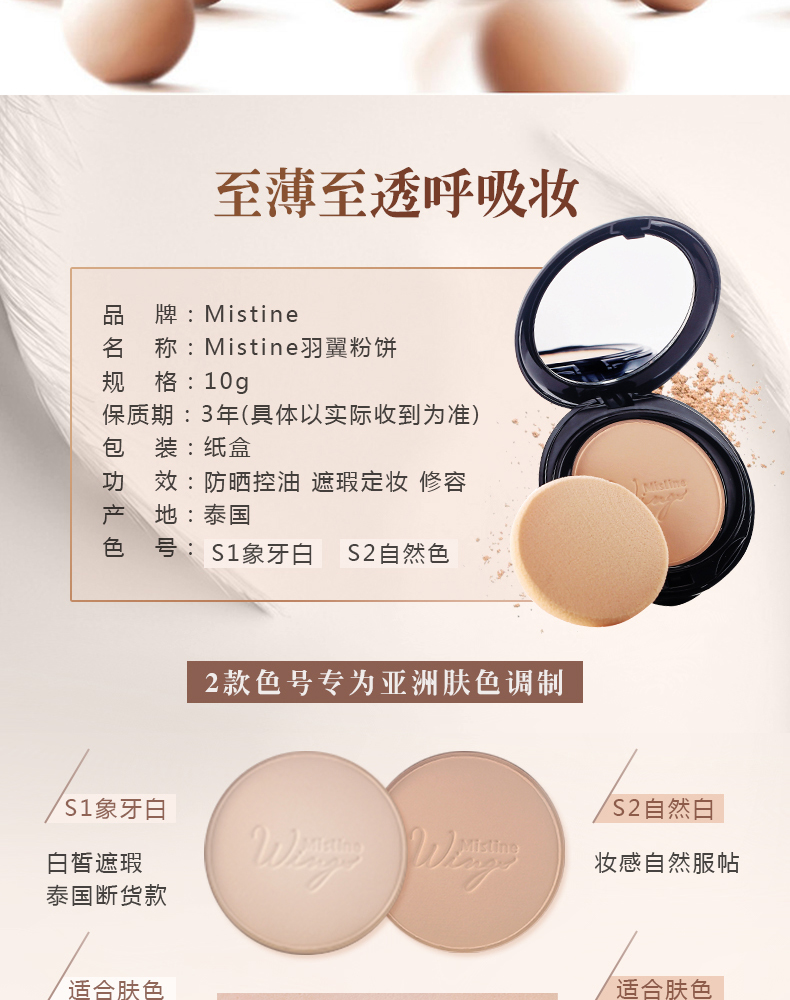 至薄至透呼吸妆
品 牌：Mistine
名 称：Mistine羽翼粉饼
规 格：10g
保质期：3年(具体以实际收到为准)
包 装：纸盒
功 效：防晒控油 遮瑕定妆 修容
产 地：泰国
色 号：S1象牙白 S2自然色
Mistine
Wings
2款色号专为亚洲肤色调制
S1象牙白
白皙遮瑕
泰国断货款
Mistine
Wings
Mistine
Wings
S2自然白
妆感自然服帖
适合肤色
适合肤色